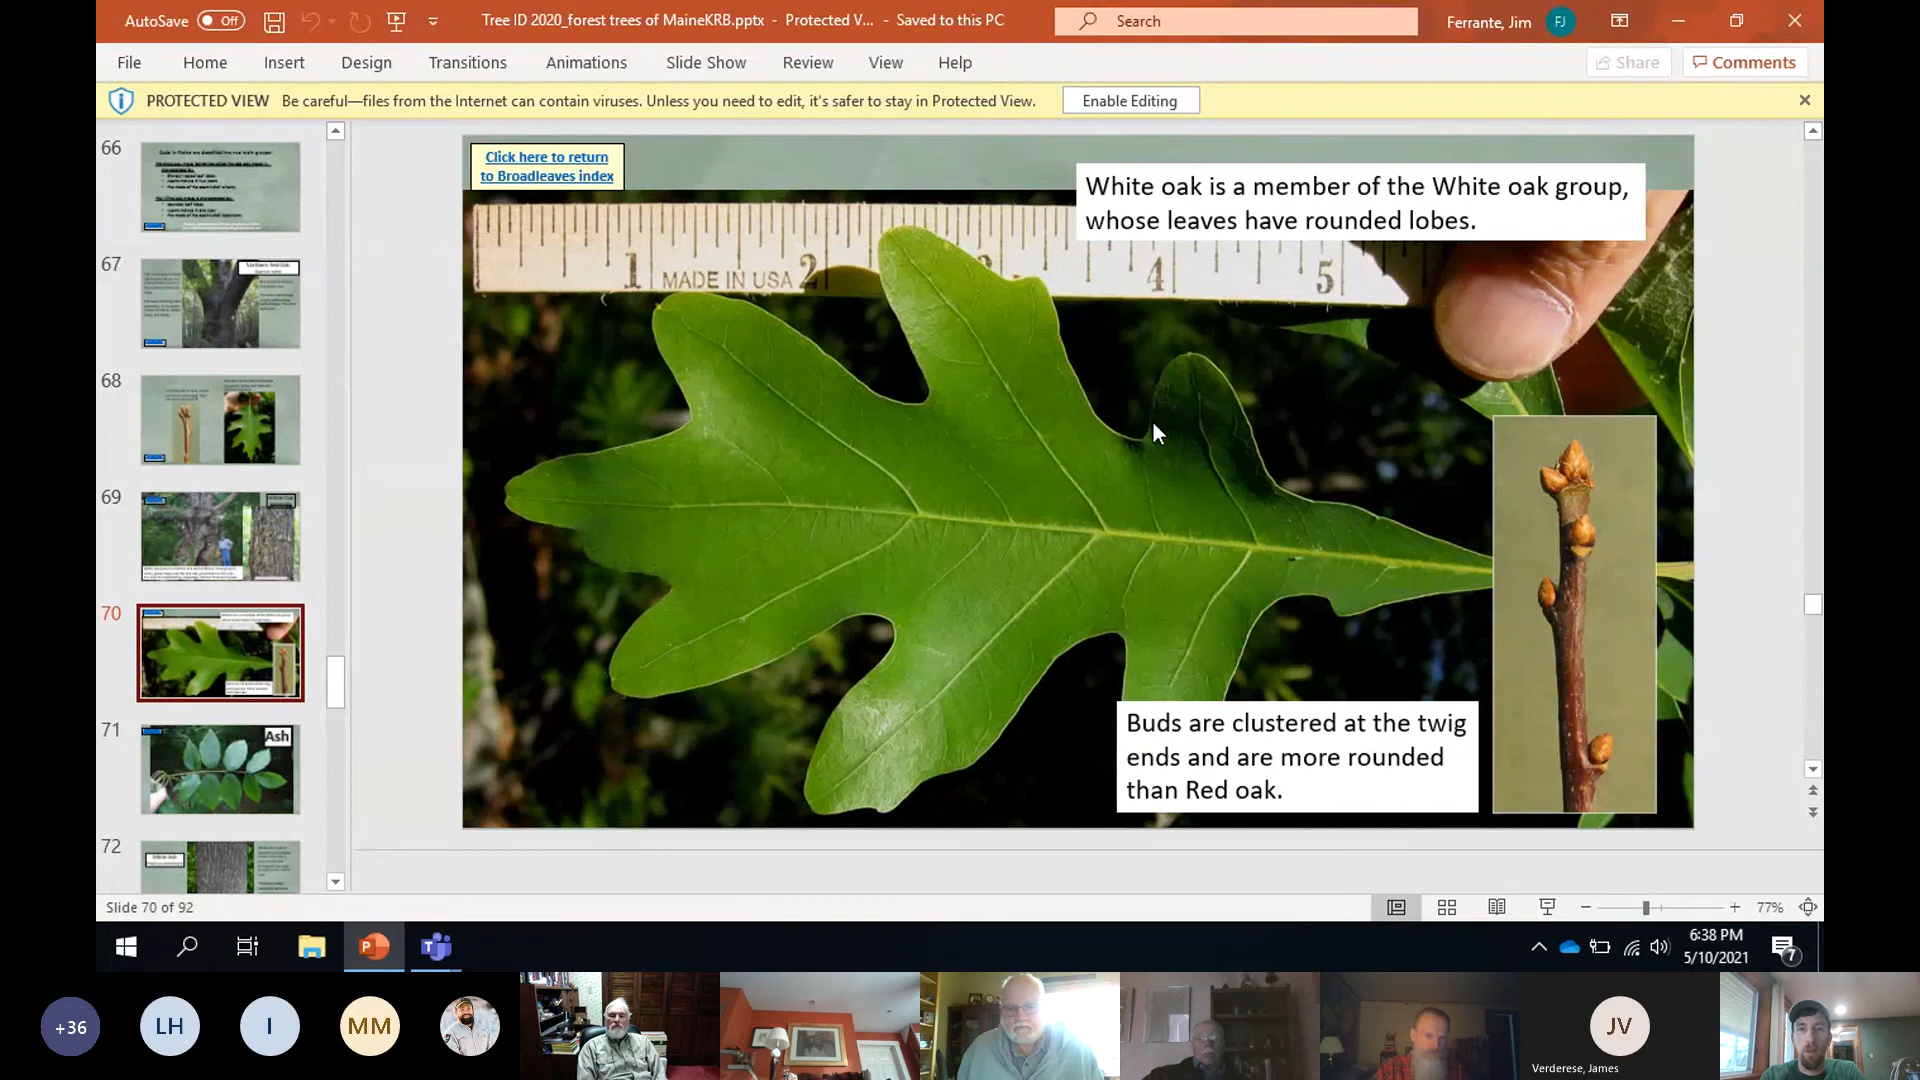 AutoSave Off
Tree ID 2020_forest trees of MaineKRB.pptx - Protected V... - Saved to this PC
Search
Ferrante, Jim FJ
File Home Insert Design Transitions Animations Slide Show Review View Help
Share Comments
PROTECTED VIEW Be careful—files from the Internet can contain viruses. Unless you need to edit, it's safer to stay in Protected View. Enable Editing
66
67
68
69
70
71
Ash
72
Click here to return
to Broadleaves index
White oak is a member of the White oak group,
whose leaves have rounded lobes.
1 MADE IN USA 2 3 4 5
Buds are clustered at the twig
ends and are more rounded
than Red oak.
Slide 70 of 92
77%
6:38 PM
5/10/2021
7
+36
LH
I
MM
JV
Verderese, James